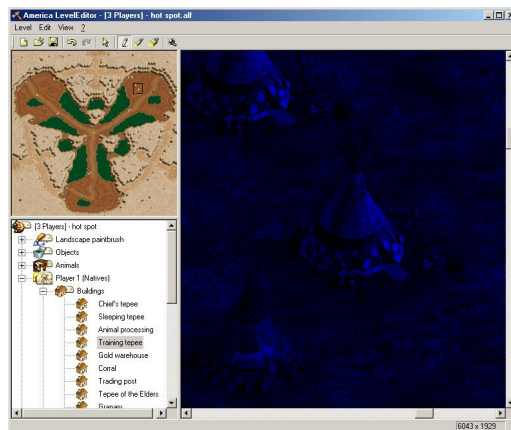 America LevelEditor - [3 Players] - hot spot.alf
Level Edit View ?
[3 Players] - hot spot
Landscape paintbrush
Objects
Animals
Player 1 (Natives)
Buildings
Chief's tepee
Sleeping tepee
Animal processing
Training tepee
Gold warehouse
Corral
Trading post
Tepee of the Elders
Granary
6043 x 1929